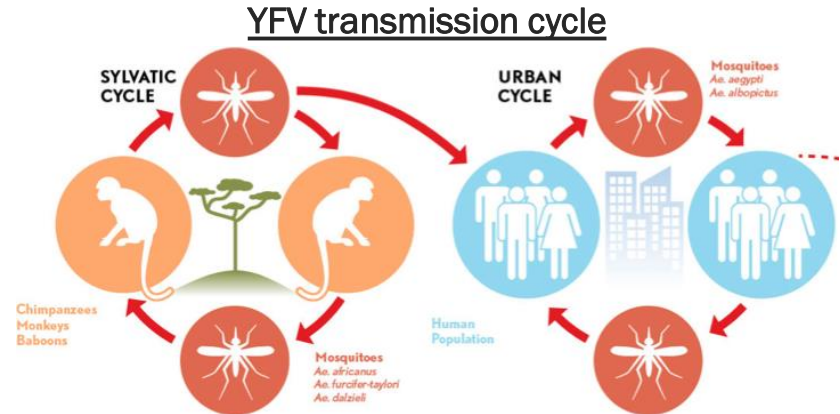 YFV transmission cycle
SYLVATIC
CYCLE
URBAN
CYCLE
Mosquitoes
Ae. aegypti
Ae. albopictus
Chimpanzees
Monkeys
Baboons
Human
Population
Mosquitoes
Ae. africanus
Ae. furcifer-taylori
Ae. dalzieli